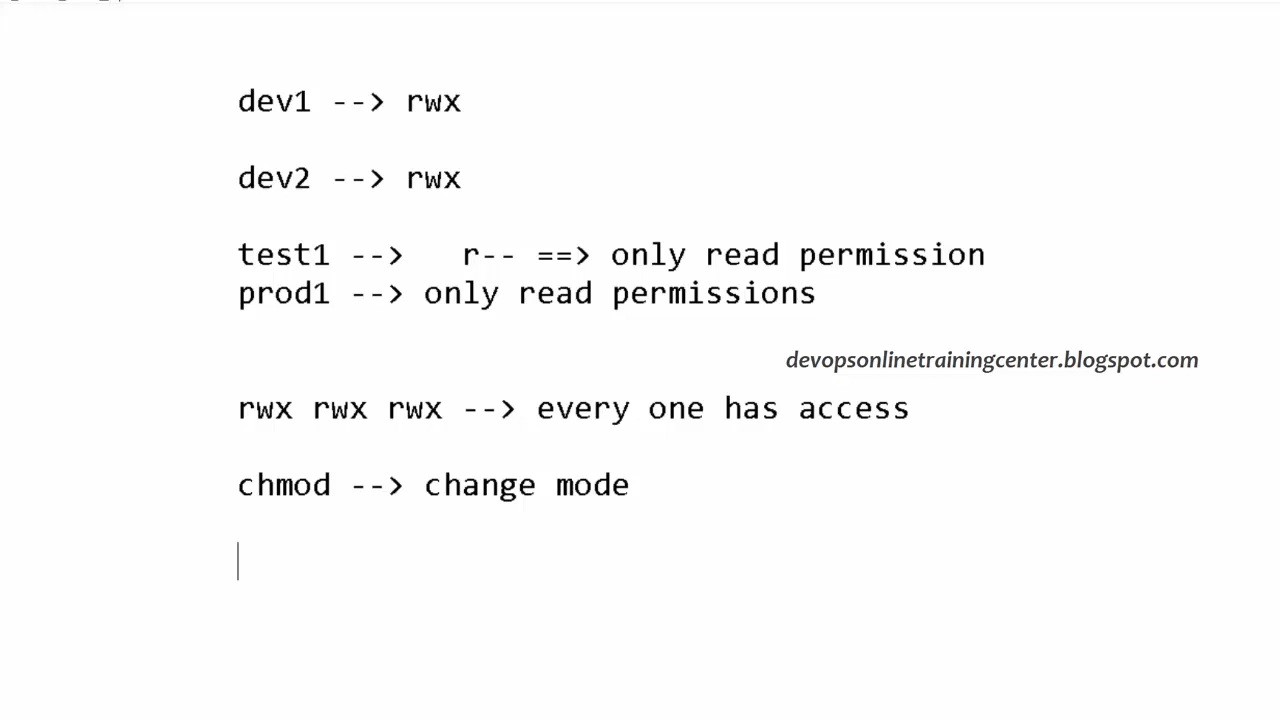 dev1 --> rwx
dev2 --> rwx
test1 -->   r-- ==> only read permission
prod1 --> only read permissions
devopsonlinetrainingcenter.blogspot.com
rwx rwx rwx --> every one has access
chmod --> change mode